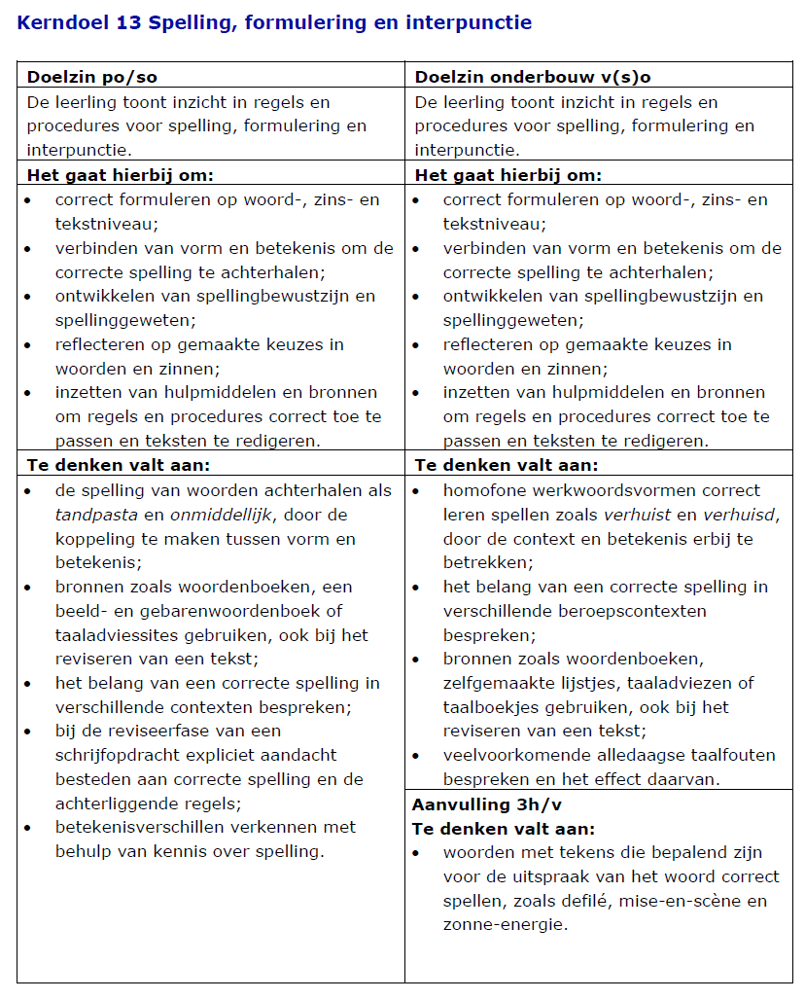 Kerndoel 13 Spelling, formulering en interpunctie
Doelzin po/so
De leerling toont inzicht in regels en
procedures voor spelling, formulering en
interpunctie.
Het gaat hierbij om:
• correct formuleren op woord-, zins- en
tekstniveau;
• verbinden van vorm en betekenis om de
correcte spelling te achterhalen;
• ontwikkelen van spellingbewustzijn en
spellinggeweten;
• reflecteren op gemaakte keuzes in
woorden en zinnen;
• inzetten van hulpmiddelen en bronnen
om regels en procedures correct toe te
passen en teksten te redigeren.
Te denken valt aan:
• de spelling van woorden achterhalen als
tandpasta en onmiddellijk, door de
koppeling te maken tussen vorm en
betekenis;
• bronnen zoals woordenboeken, een
beeld- en gebarenwoordenboek of
taaladviessites gebruiken, ook bij het
reviseren van een tekst;
• het belang van een correcte spelling in
verschillende contexten bespreken;
• bij de reviseerfase van een
schrijfopdracht expliciet aandacht
besteden aan correcte spelling en de
achterliggende regels;
• betekenisverschillen verkennen met
behulp van kennis over spelling.
Doelzin onderbouw v(s)o
De leerling toont inzicht in regels en
procedures voor spelling, formulering en
interpunctie.
Het gaat hierbij om:
• correct formuleren op woord-, zins- en
tekstniveau;
• verbinden van vorm en betekenis om de
correcte spelling te achterhalen;
• ontwikkelen van spellingbewustzijn en
spellinggeweten;
• reflecteren op gemaakte keuzes in
woorden en zinnen;
• inzetten van hulpmiddelen en bronnen
om regels en procedures correct toe te
passen en teksten te redigeren.
Te denken valt aan:
• homofone werkwoordsvormen correct
leren spellen zoals verhuist en verhuisd,
door de context en betekenis erbij te
betrekken;
• het belang van een correcte spelling in
verschillende beroepscontexten
bespreken;
• bronnen zoals woordenboeken,
zelfgemaakte lijstjes, taaladviezen of
taalboekjes gebruiken, ook bij het
reviseren van een tekst;
• veelvoorkomende alledaagse taalfouten
bespreken en het effect daarvan.
Aanvulling 3h/v
Te denken valt aan:
• woorden met tekens die bepalend zijn
voor de uitspraak van het woord correct
spellen, zoals defilé, mise-en-scène en
zonne-energie.